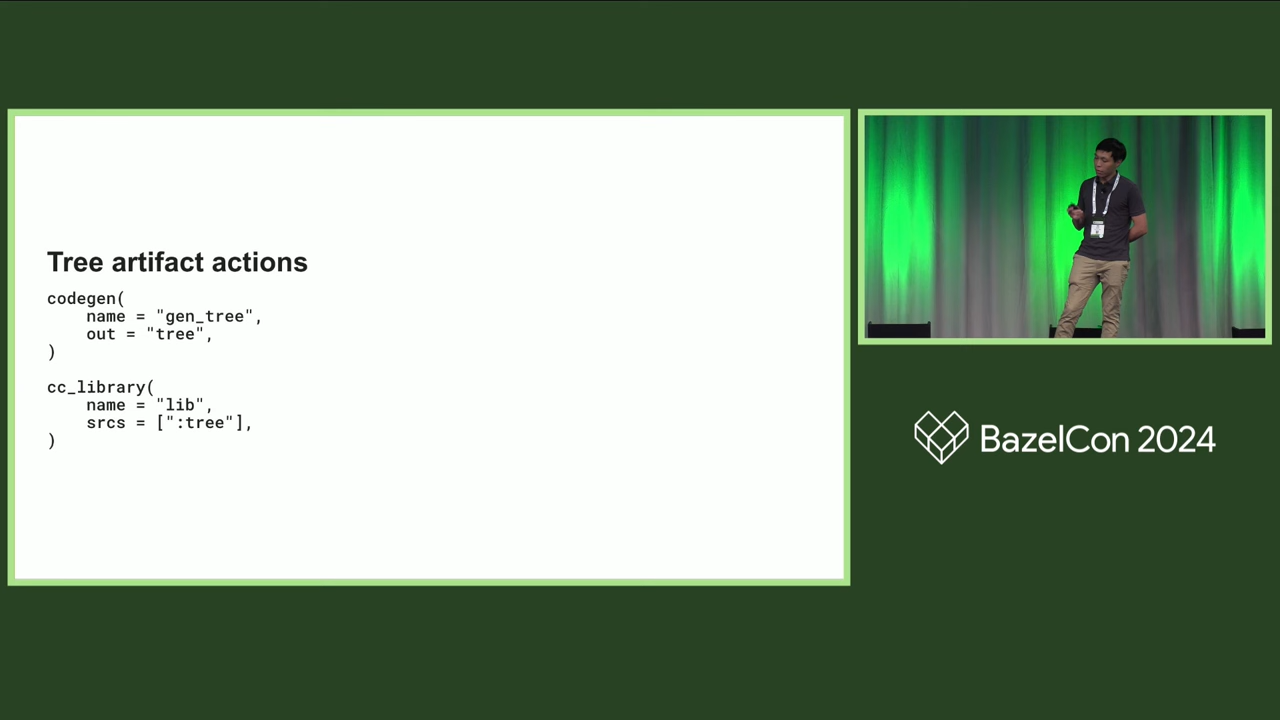 Tree artifact actions
codegen(
    name = "gen_tree",
    out = "tree",
)
cc_library(
    name = "lib",
    srcs = [":tree"],
)
BazelCon 2024